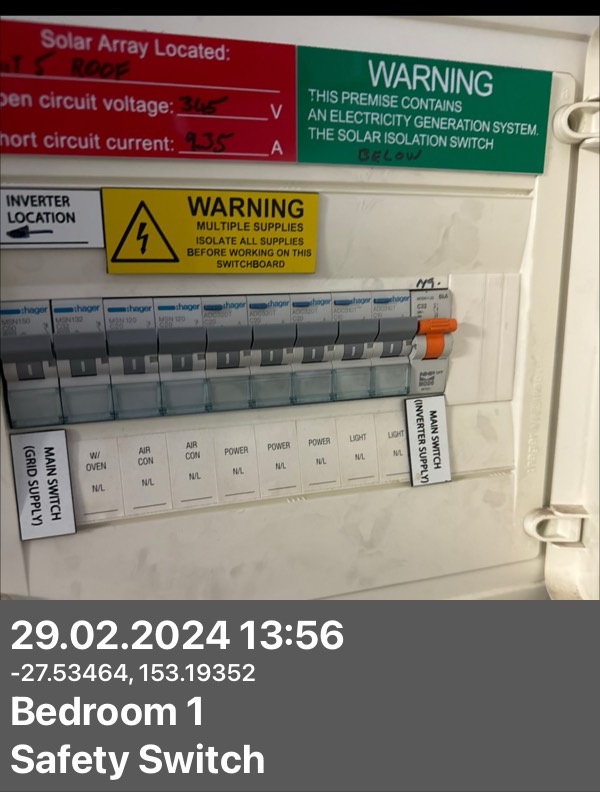 Solar Array Located:
ROOF
pen circuit voltage: 345 V
hort circuit current: 9.35 A
WARNING
THIS PREMISE CONTAINS
AN ELECTRICITY GENERATION SYSTEM.
THE SOLAR ISOLATION SWITCH
BELOW
INVERTER
LOCATION
WARNING
MULTIPLE SUPPLIES
ISOLATE ALL SUPPLIES
BEFORE WORKING ON THIS
SWITCHBOARD
:hager
:hager
:hager
:hager
:hager
:hager
:hager
:hager
:hager
MAIN SWITCH
(GRID SUPPLY)
W/
OVEN
N/L
AIR
CON
N/L
AIR
CON
N/L
POWER
N/L
POWER
N/L
POWER
N/L
LIGHT
N/L
LIGHT
N/L
MAIN SWITCH
(INVERTER SUPPLY)
29.02.2024 13:56
-27.53464, 153.19352
Bedroom 1
Safety Switch